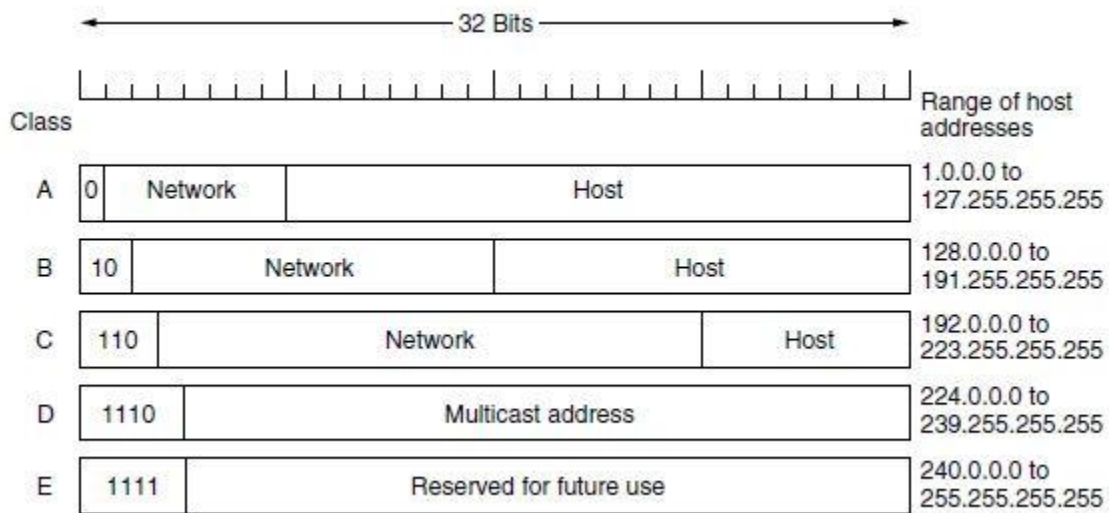 32 Bits
Class
Range of host
addresses
A
0
Network
Host
1.0.0.0 to
127.255.255.255
B
10
Network
Host
128.0.0.0 to
191.255.255.255
C
110
Network
Host
192.0.0.0 to
223.255.255.255
D
1110
Multicast address
224.0.0.0 to
239.255.255.255
E
1111
Reserved for future use
240.0.0.0 to
255.255.255.255